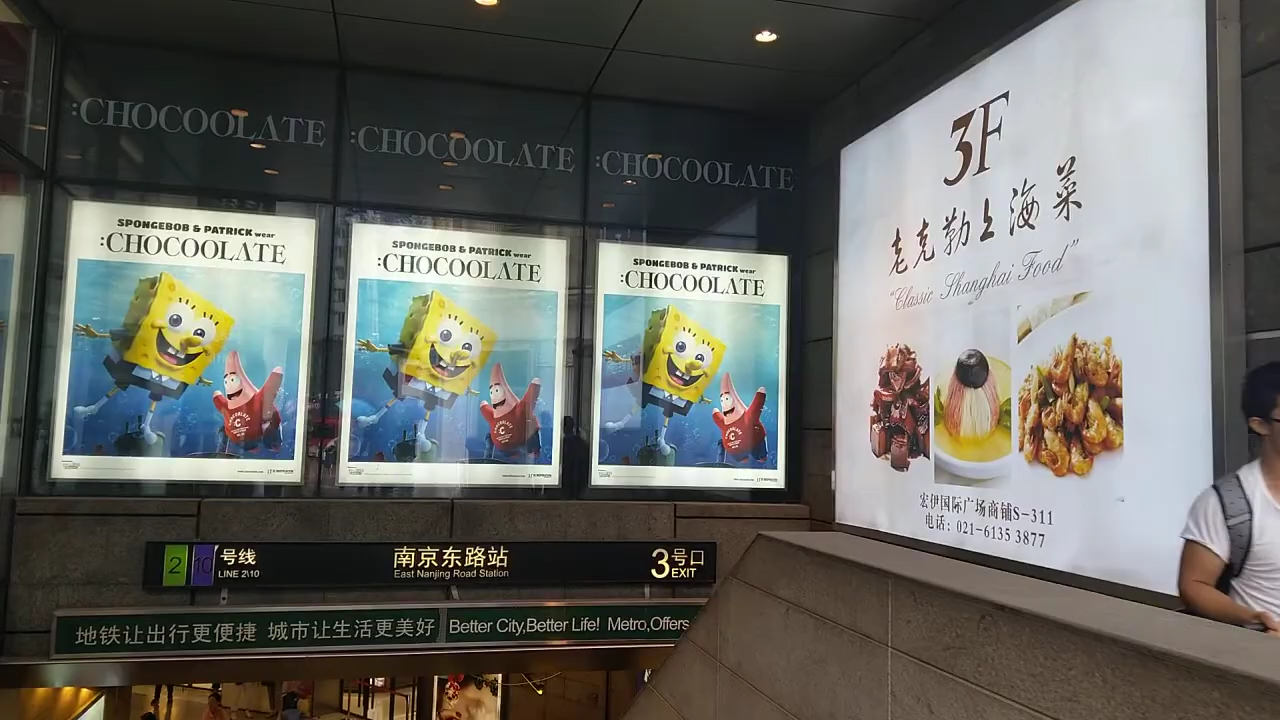 :CHOCOOLATE
:CHOCOOLATE
:CHOCOOLATE
SPONGEBOB & PATRICK wear
:CHOCOOLATE
SPONGEBOB & PATRICK wear
:CHOCOOLATE
SPONGEBOB & PATRICK wear
:CHOCOOLATE
3F
老克勒上海菜
“Classic Shanghai Food”
宏伊国际广场商铺S-311
电话：021-6135 3877
2 10 号线
LINE 2\10
南京东路站
East Nanjing Road Station
3号口
EXIT
地铁让出行更便捷 城市让生活更美好
Better City,Better Life! Metro,Offers